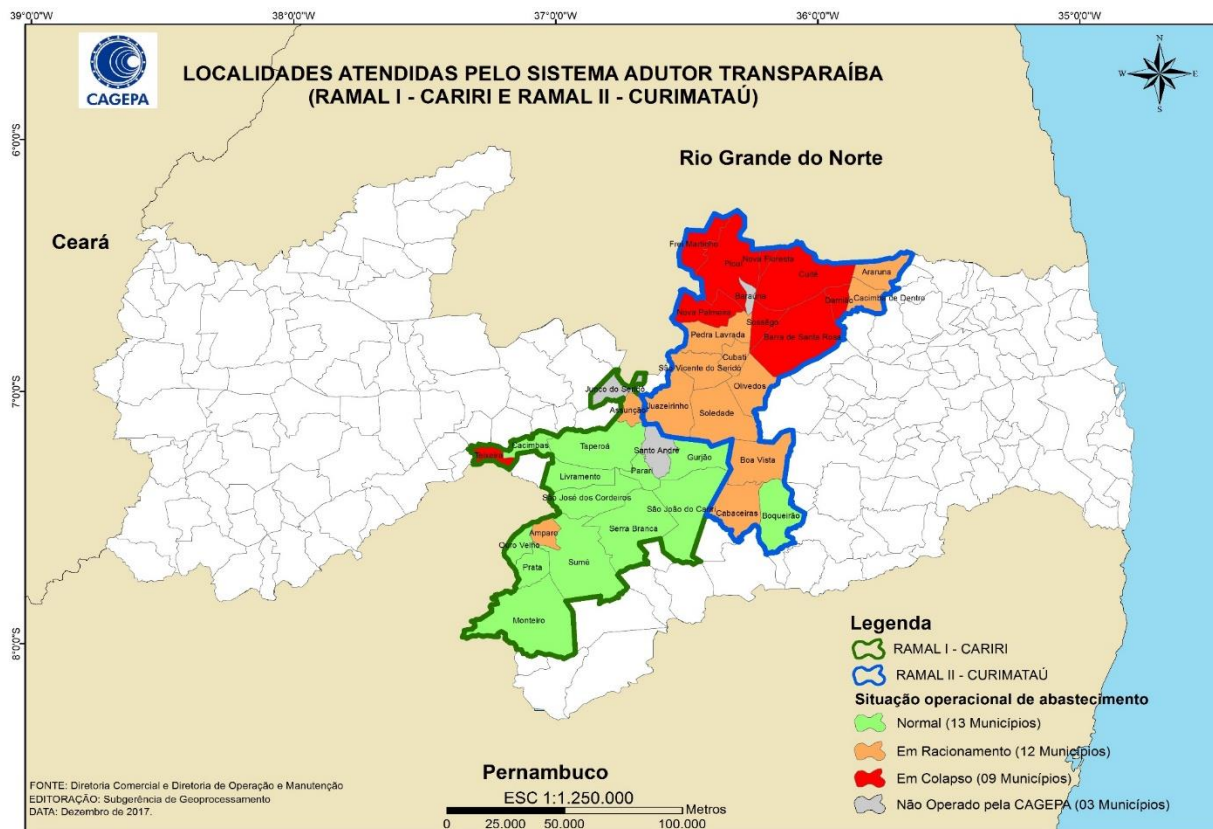 39°0'0"W
38°0'0"W
37°0'0"W
36°0'0"W
35°0'0"W
CAGEPA
LOCALIDADES ATENDIDAS PELO SISTEMA ADUTOR TRANSPARAÍBA
(RAMAL I - CARIRI E RAMAL II - CURIMATAÚ)
N
W
E
S
6°0'0"S
Rio Grande do Norte
Ceará
Frei Martinho
Picuí
Nova Floresta
Cuité
Araruna
Baraúna
Damião
Cacimba de Dentro
Nova Palmeira
Sossêgo
Barra de Santa Rosa
Pedra Lavrada
Cubati
São Vicente do Seridó
7°0'0"S
Junco do Seridó
Olivedos
Assunção
Juazeirinho
Soledade
Cacimbas
Taperoá
Santo André
Gurjão
Teixeira
Boa Vista
Parari
Livramento
São José dos Cordeiros
São João do Cariri
Cabaceiras
Boqueirão
Serra Branca
Amparo
Ouro Velho
Prata
Sumé
Monteiro
8°0'0"S
Legenda
RAMAL I - CARIRI
RAMAL II - CURIMATAÚ
Situação operacional de abastecimento
Normal (13 Municípios)
Em Racionamento (12 Municípios)
Em Colapso (09 Municípios)
Não Operado pela CAGEPA (03 Municípios)
Pernambuco
ESC 1:1.250.000
Metros
0 25.000 50.000 100.000
FONTE: Diretoria Comercial e Diretoria de Operação e Manutenção
EDITORAÇÃO: Subgerência de Geoprocessamento
DATA: Dezembro de 2017.